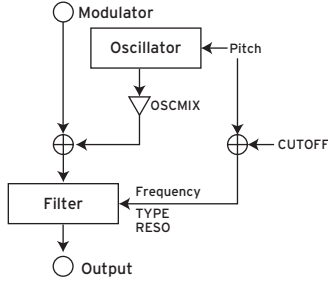 Modulator
Oscillator
Pitch
OSCMIX
CUTOFF
Frequency
Filter
TYPE
RESO
Output